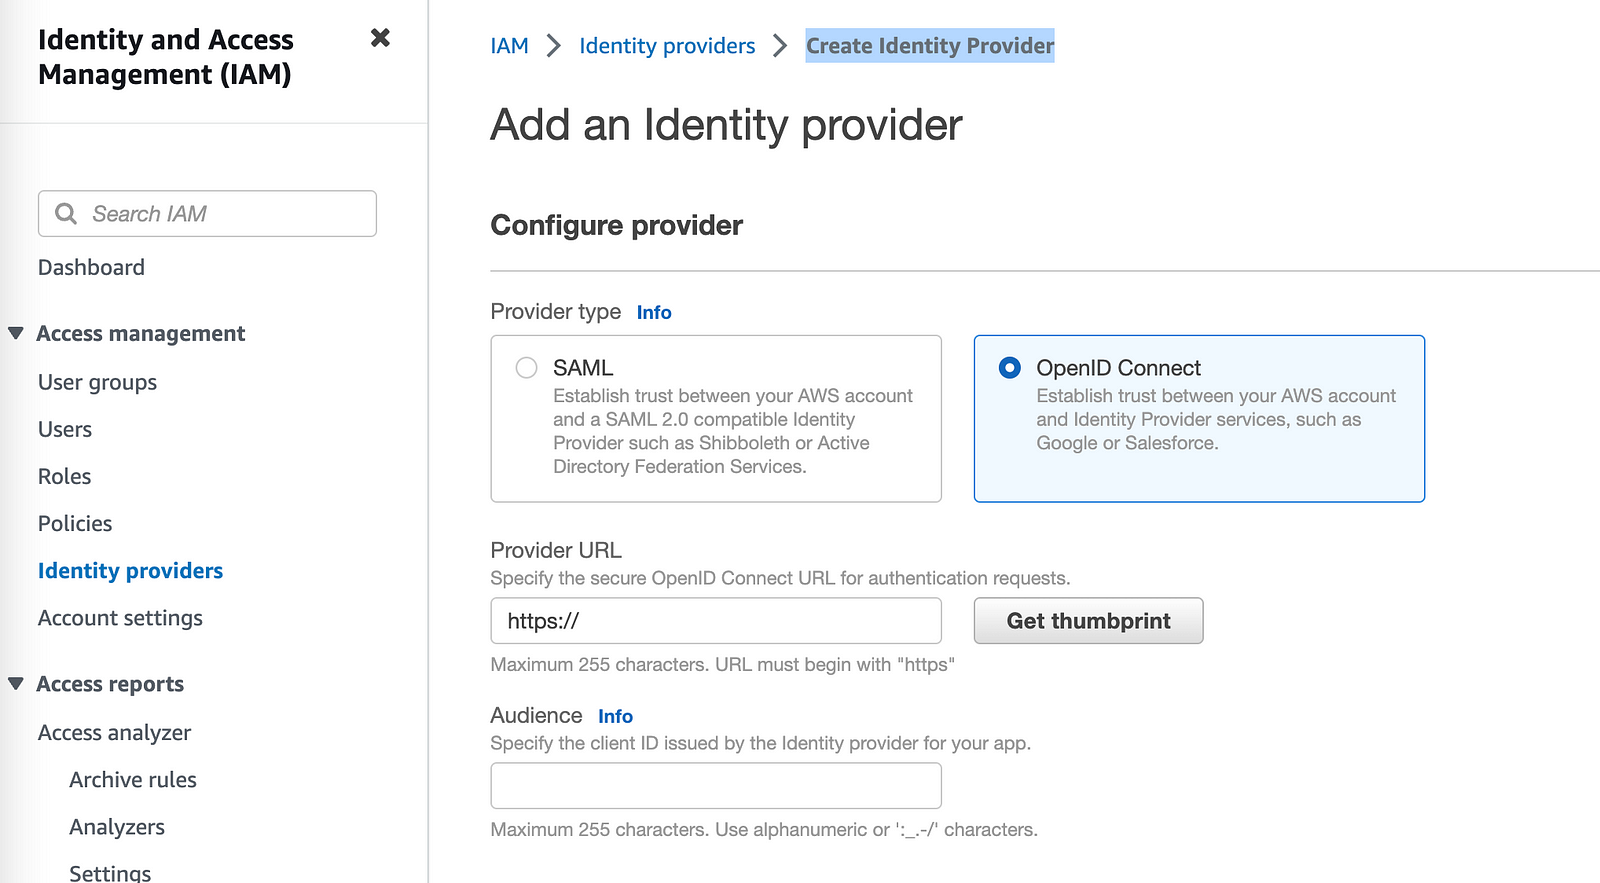 Identity and Access
Management (IAM)
Search IAM
Dashboard
Access management
User groups
Users
Roles
Policies
Identity providers
Account settings
Access reports
Access analyzer
Archive rules
Analyzers
Settings
IAM > Identity providers > Create Identity Provider
Add an Identity provider
Configure provider
Provider type Info
SAML
Establish trust between your AWS account
and a SAML 2.0 compatible Identity
Provider such as Shibboleth or Active
Directory Federation Services.
OpenID Connect
Establish trust between your AWS account
and Identity Provider services, such as
Google or Salesforce.
Provider URL
Specify the secure OpenID Connect URL for authentication requests.
https://
Get thumbprint
Maximum 255 characters. URL must begin with "https"
Audience Info
Specify the client ID issued by the Identity provider for your app.
Maximum 255 characters. Use alphanumeric or ':_.-/' characters.